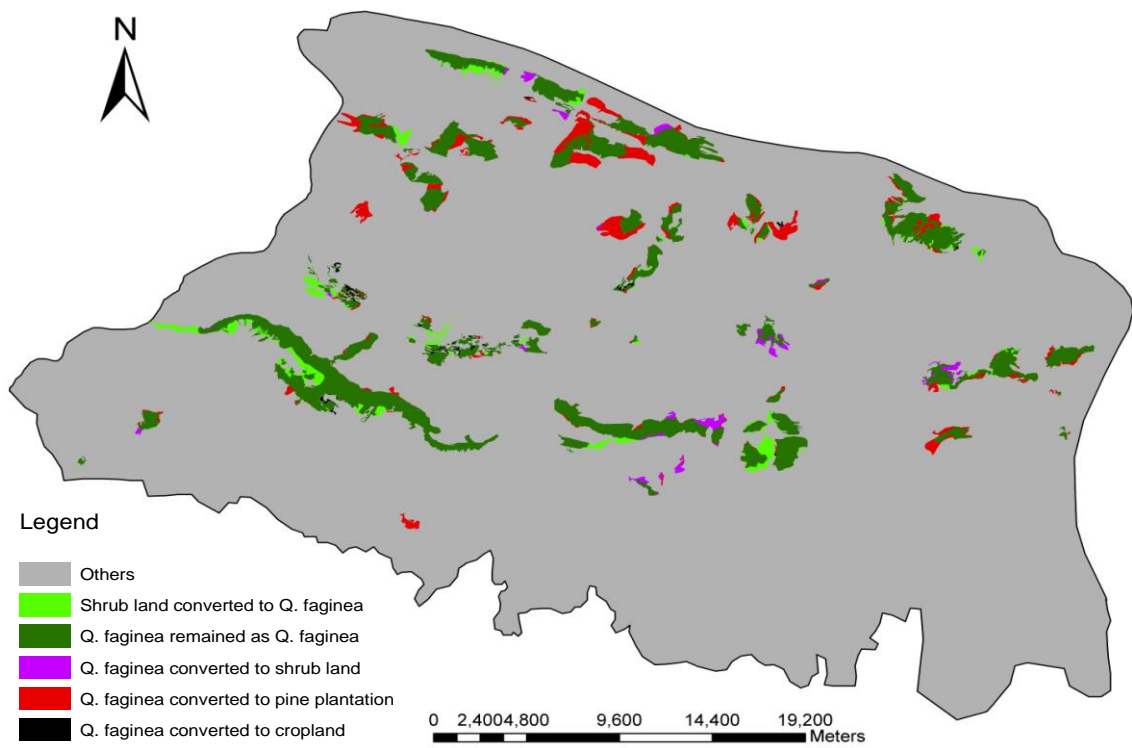 N
Legend
Others
Shrub land converted to Q. faginea
Q. faginea remained as Q. faginea
Q. faginea converted to shrub land
Q. faginea converted to pine plantation
Q. faginea converted to cropland
0 2,4004,800 9,600 14,400 19,200
Meters